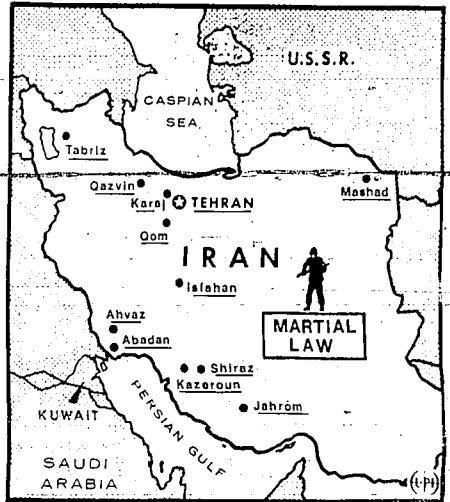 U.S.S.R.
CASPIAN
SEA
Tabriz
Qazvin
Karaj
TEHRAN
Mashad
Qom
IRAN
Isfahan
Ahvaz
Abadan
MARTIAL
LAW
Shiraz
Kazeroun
Jahrom
KUWAIT
PERSIAN GULF
SAUDI
ARABIA